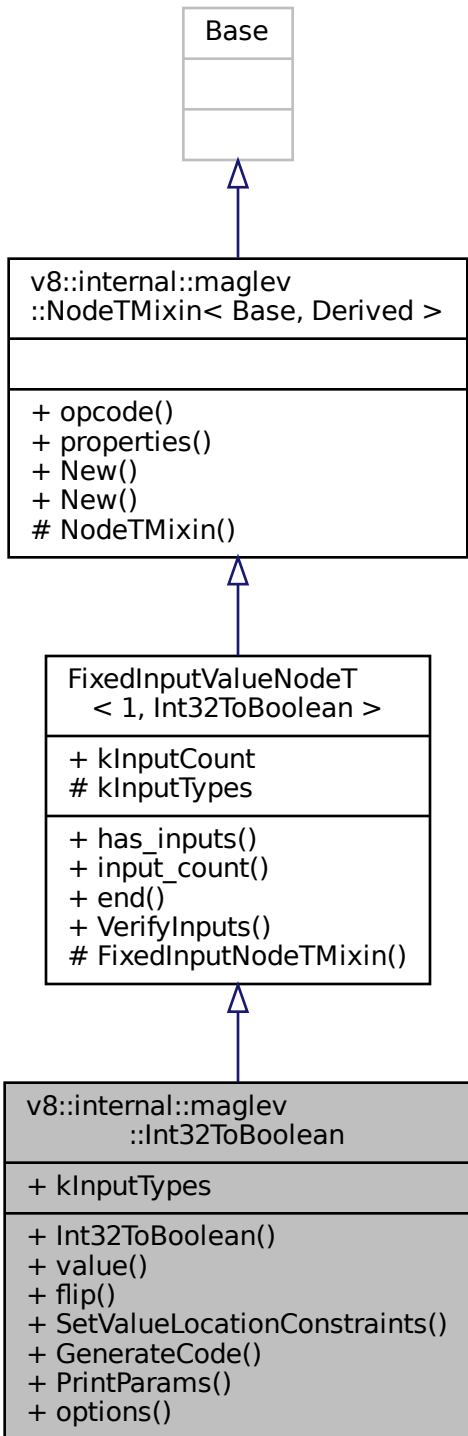 Base
v8::internal::maglev
::NodeTMixin< Base, Derived >
+ opcode()
+ properties()
+ New()
+ New()
# NodeTMixin()
FixedInputValueNodeT
< 1, Int32ToBoolean >
+ kInputCount
# kInputTypes
+ has_inputs()
+ input_count()
+ end()
+ VerifyInputs()
# FixedInputNodeTMixin()
v8::internal::maglev
::Int32ToBoolean
+ kInputTypes
+ Int32ToBoolean()
+ value()
+ flip()
+ SetValueLocationConstraints()
+ GenerateCode()
+ PrintParams()
+ options()